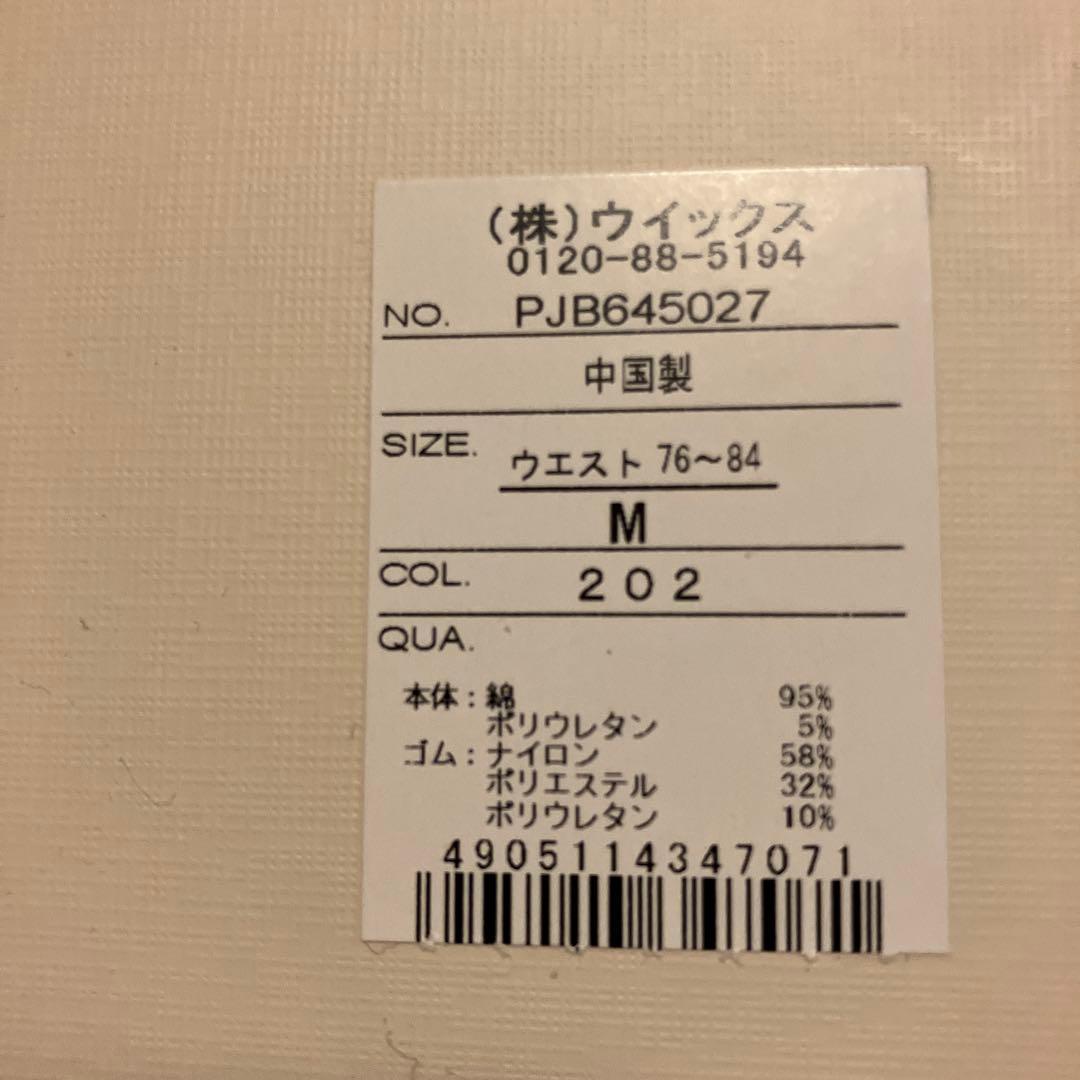 (株)ウイックス
0120-88-5194
NO. PJB645027
中国製
SIZE. ウエスト 76～84
M
COL. 202
QUA.
本体:綿 95%
ポリウレタン 5%
ゴム:ナイロン 58%
ポリエステル 32%
ポリウレタン 10%
4905114347071